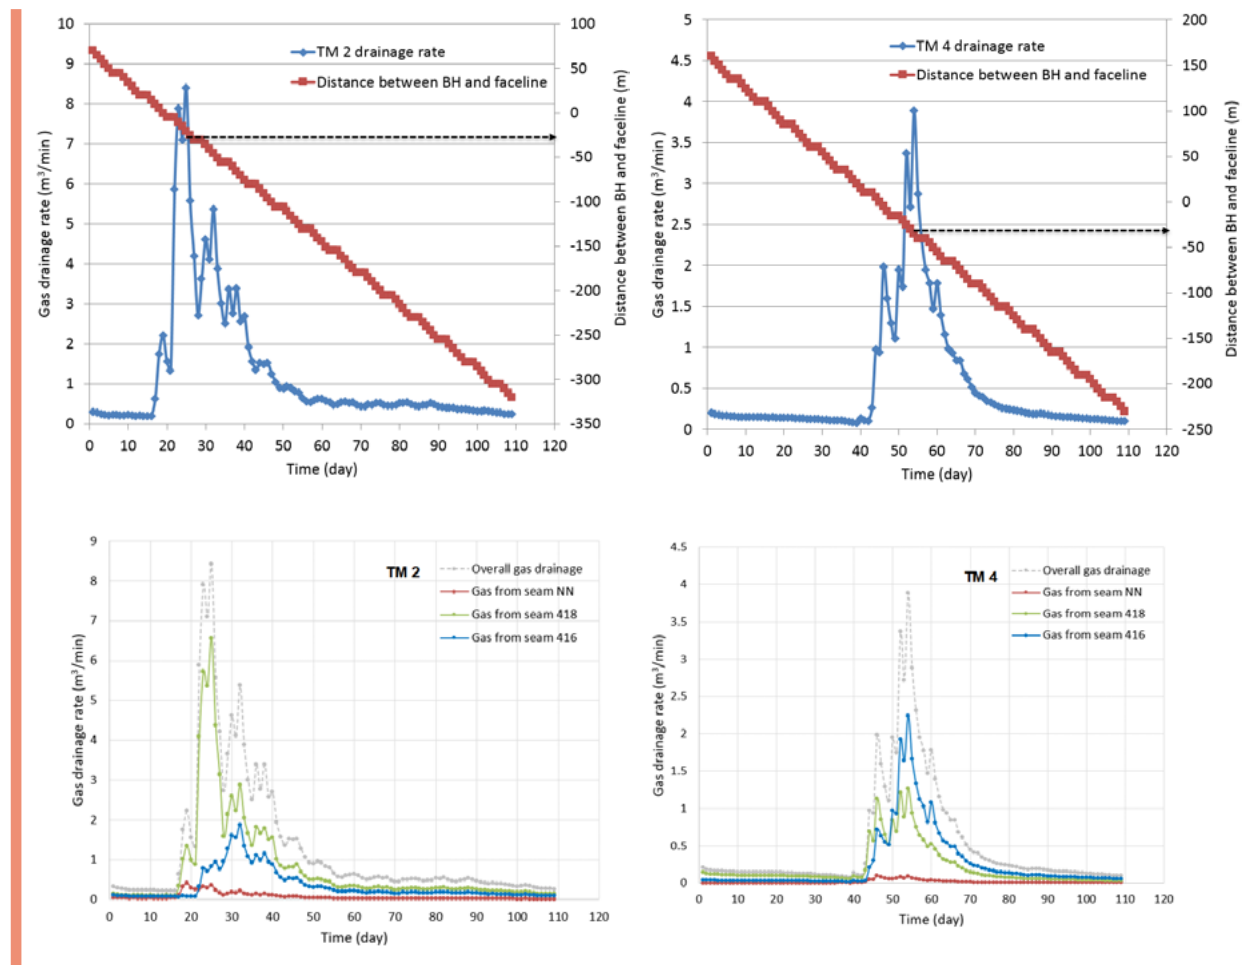 TM 2 drainage rate
Distance between BH and faceline
Gas drainage rate (m³/min)
10
9
8
7
6
5
4
3
2
1
0
100
50
0
-50
-100
-150
-200
-250
-300
-350
Distance between BH and faceline (m)
0 10 20 30 40 50 60 70 80 90 100 110 120
Time (day)
TM 4 drainage rate
Distance between BH and faceline
Gas drainage rate (m³/min)
5
4.5
4
3.5
3
2.5
2
1.5
1
0.5
0
200
150
100
50
0
-50
-100
-150
-200
-250
Distance between BH and faceline (m)
0 10 20 30 40 50 60 70 80 90 100 110 120
Time (day)
TM 2
Overall gas drainage
Gas from seam NN
Gas from seam 418
Gas from seam 416
Gas drainage rate (m³/min)
9
8
7
6
5
4
3
2
1
0
0 10 20 30 40 50 60 70 80 90 100 110 120
Time (day)
TM 4
Overall gas drainage
Gas from seam NN
Gas from seam 418
Gas from seam 416
Gas drainage rate (m³/min)
4.5
4
3.5
3
2.5
2
1.5
1
0.5
0
0 10 20 30 40 50 60 70 80 90 100 110 120
Time (day)